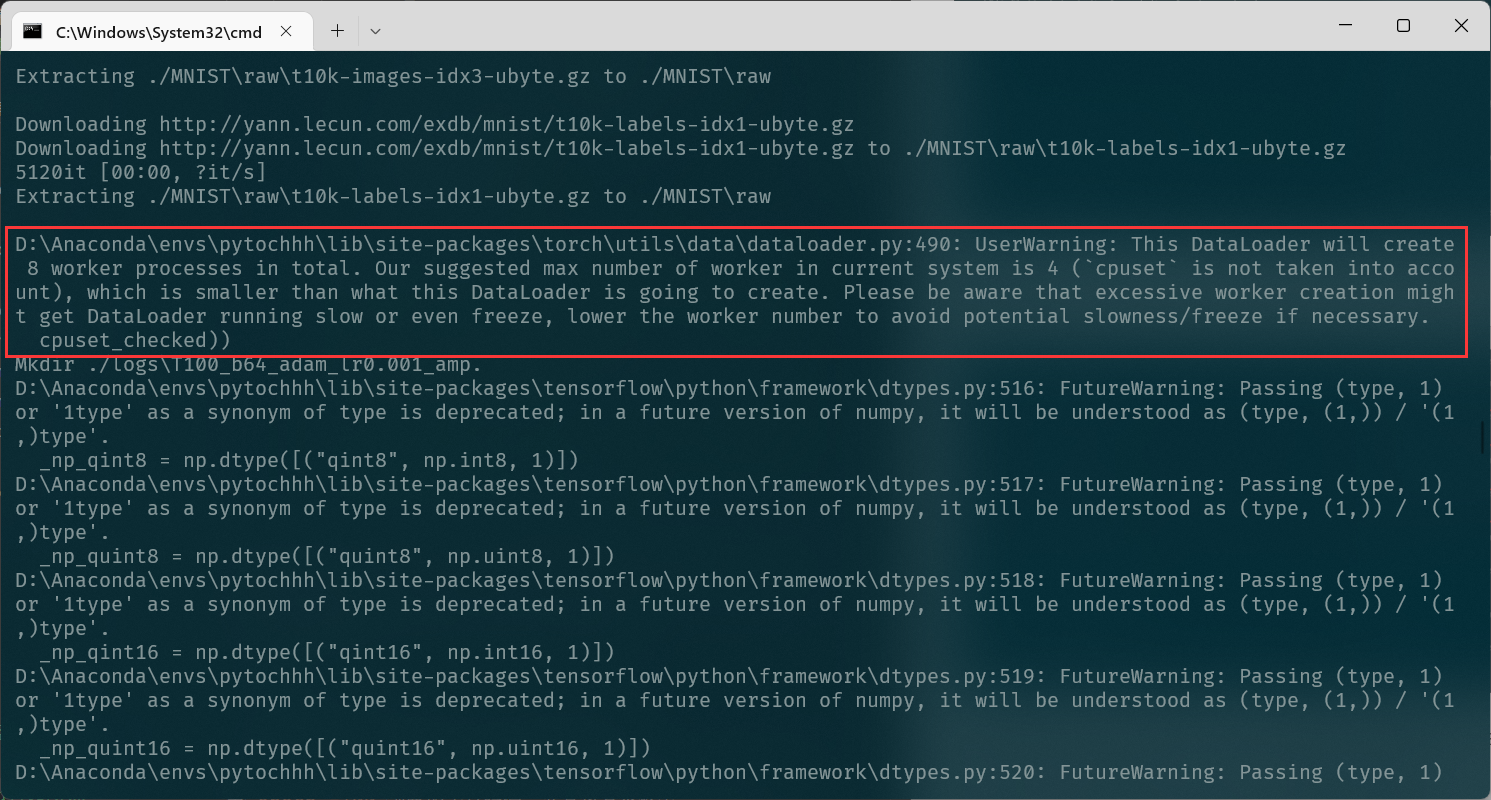 C:\Windows\System32\cmd
Extracting ./MNIST\raw\t10k-images-idx3-ubyte.gz to ./MNIST\raw
Downloading http://yann.lecun.com/exdb/mnist/t10k-labels-idx1-ubyte.gz
Downloading http://yann.lecun.com/exdb/mnist/t10k-labels-idx1-ubyte.gz to ./MNIST\raw\t10k-labels-idx1-ubyte.gz
5120it [00:00, ?it/s]
Extracting ./MNIST\raw\t10k-labels-idx1-ubyte.gz to ./MNIST\raw
D:\Anaconda\envs\pytochhh\lib\site-packages\torch\utils\data\dataloader.py:490: UserWarning: This DataLoader will create
 8 worker processes in total. Our suggested max number of worker in current system is 4 (`cpuset` is not taken into acco
unt), which is smaller than what this DataLoader is going to create. Please be aware that excessive worker creation migh
t get DataLoader running slow or even freeze, lower the worker number to avoid potential slowness/freeze if necessary.
  cpuset_checked))
Mkdir ./logs\T100_b64_adam_lr0.001_amp.
D:\Anaconda\envs\pytochhh\lib\site-packages\tensorflow\python\framework\dtypes.py:516: FutureWarning: Passing (type, 1)
or '1type' as a synonym of type is deprecated; in a future version of numpy, it will be understood as (type, (1,)) / '(1
,)type'.
  _np_qint8 = np.dtype([("qint8", np.int8, 1)])
D:\Anaconda\envs\pytochhh\lib\site-packages\tensorflow\python\framework\dtypes.py:517: FutureWarning: Passing (type, 1)
or '1type' as a synonym of type is deprecated; in a future version of numpy, it will be understood as (type, (1,)) / '(1
,)type'.
  _np_quint8 = np.dtype([("quint8", np.uint8, 1)])
D:\Anaconda\envs\pytochhh\lib\site-packages\tensorflow\python\framework\dtypes.py:518: FutureWarning: Passing (type, 1)
or '1type' as a synonym of type is deprecated; in a future version of numpy, it will be understood as (type, (1,)) / '(1
,)type'.
  _np_qint16 = np.dtype([("qint16", np.int16, 1)])
D:\Anaconda\envs\pytochhh\lib\site-packages\tensorflow\python\framework\dtypes.py:519: FutureWarning: Passing (type, 1)
or '1type' as a synonym of type is deprecated; in a future version of numpy, it will be understood as (type, (1,)) / '(1
,)type'.
  _np_quint16 = np.dtype([("quint16", np.uint16, 1)])
D:\Anaconda\envs\pytochhh\lib\site-packages\tensorflow\python\framework\dtypes.py:520: FutureWarning: Passing (type, 1)